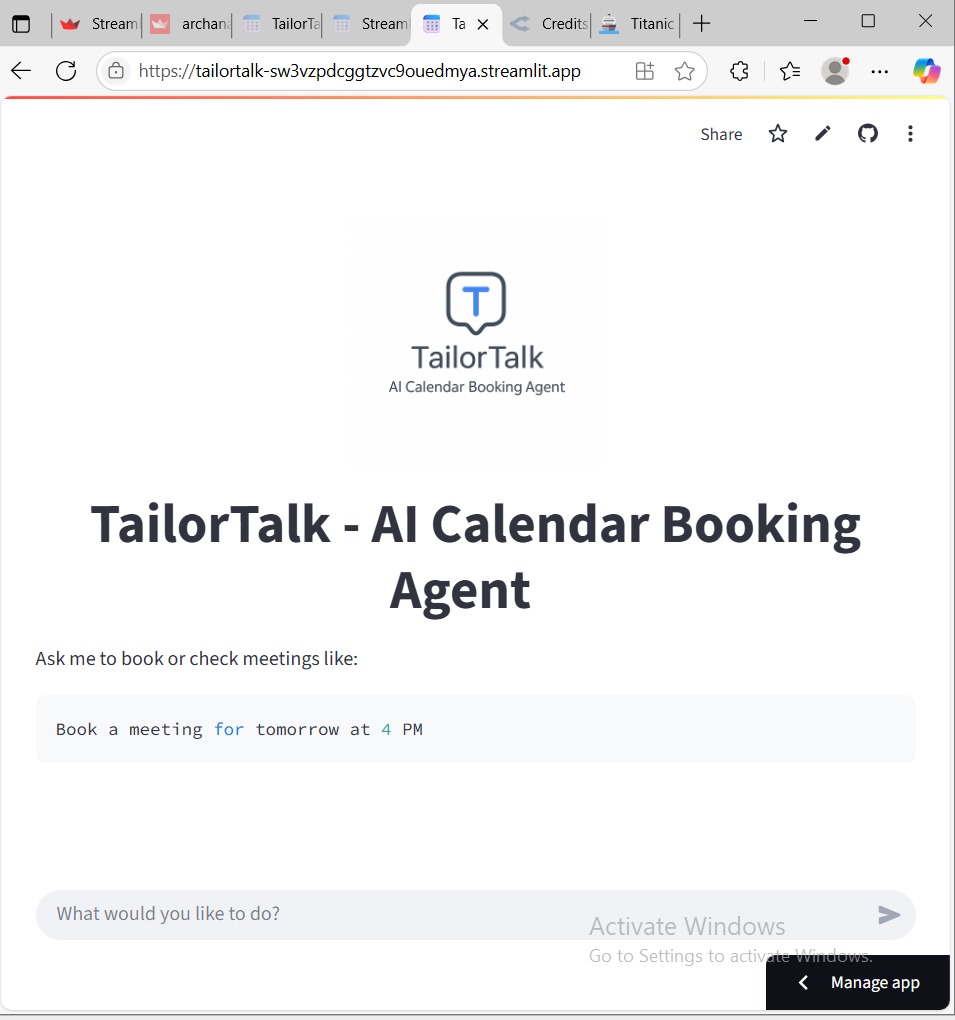 Stream
archana
TailorTa
Stream
Ta
Credits
Titanic
https://tailortalk-sw3vzpdcggtzvc9ouedmya.streamlit.app
Share
T
TailorTalk
AI Calendar Booking Agent
TailorTalk - AI Calendar Booking
Agent
Ask me to book or check meetings like:
Book a meeting for tomorrow at 4 PM
What would you like to do?
Activate Windows
Go to Settings to activate Windows.
Manage app